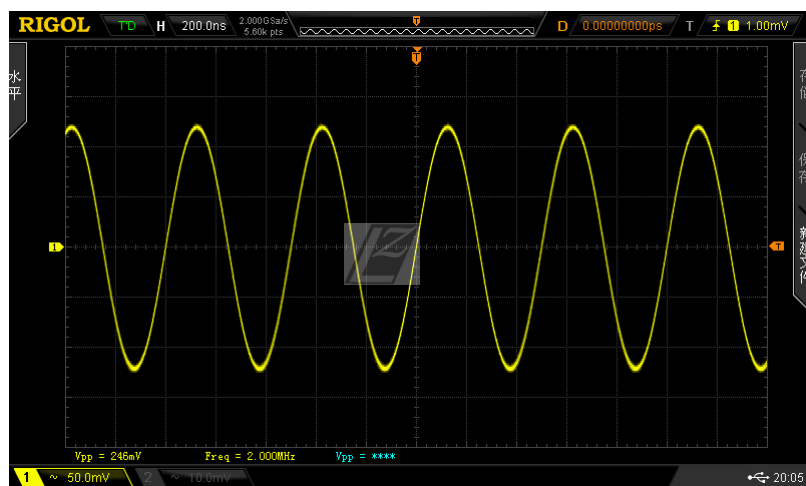 RIGOL T'D H 200.0ns 2.000GSa/s D 0.00000000ps T 1 1.00mV
5.60k pts
T
水平
存储
保存
新建文件
1
T
Vpp = 246mV Freq = 2.000MHz Vpp = ****
1 ~ 50.0mV 2 ~ 10.0mV 20:05